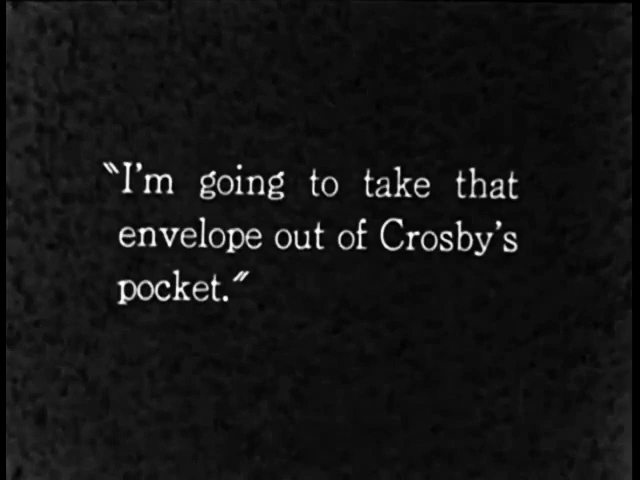 "I'm going to take that
envelope out of Crosby's
pocket."